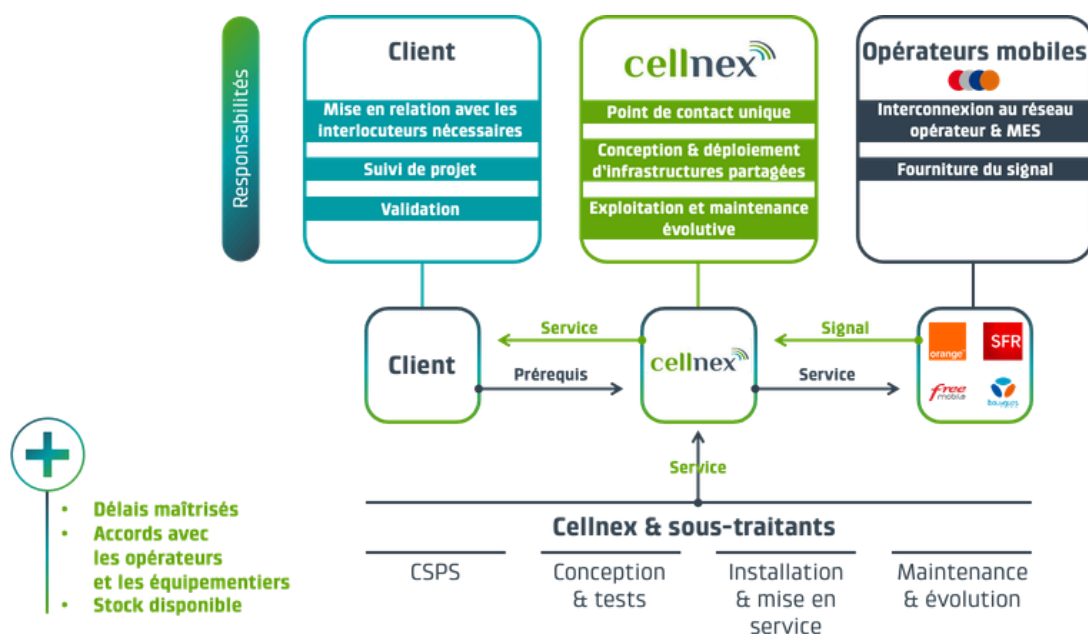 Responsabilités
Client
Mise en relation avec les
interlocuteurs nécessaires
Suivi de projet
Validation
cellnex
Point de contact unique
Conception & déploiement
d'infrastructures partagées
Exploitation et maintenance
évolutive
Opérateurs mobiles
Interconnexion au réseau
opérateur & MES
Fourniture du signal
Client
Service
Prérequis
cellnex
Signal
Service
orange
SFR
free
mobile
bouygues
Service
Délais maîtrisés
Accords avec
les opérateurs
et les équipementiers
Stock disponible
Cellnex & sous-traitants
CSPS
Conception
& tests
Installation
& mise en
service
Maintenance
& évolution